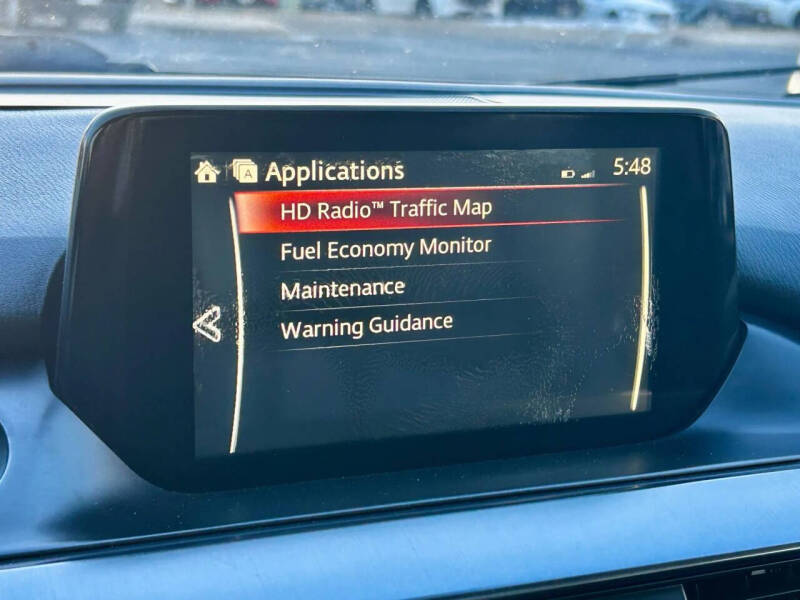 A Applications 5:48
HD Radio™ Traffic Map
Fuel Economy Monitor
Maintenance
Warning Guidance